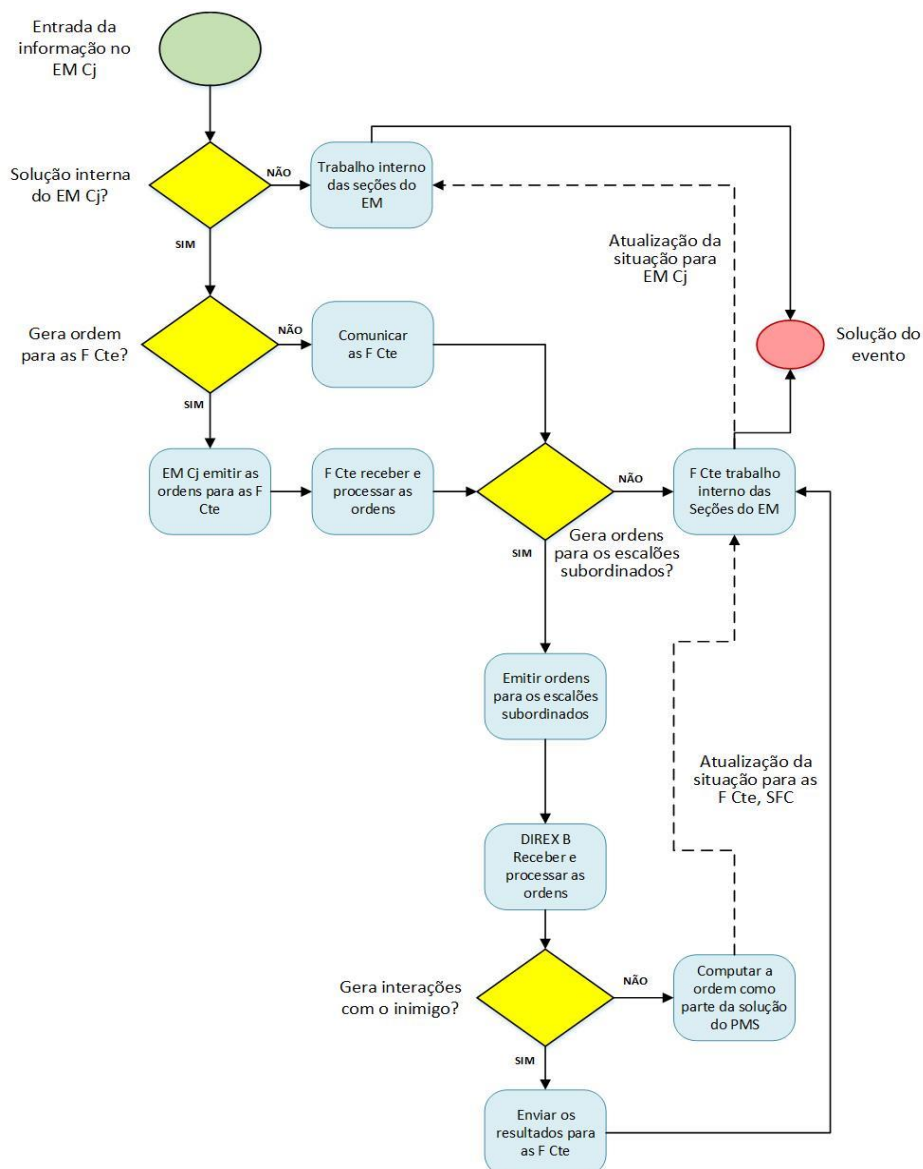 Entrada da
informação no
EM Cj
Solução interna
do EM Cj?
NÃO
Trabalho interno
das seções do
EM
SIM
Atualização da
situação para
EM Cj
Gera ordem
para as F Cte?
NÃO
Comunicar
as F Cte
Solução do
evento
SIM
EM Cj emitir as
ordens para as F
Cte
F Cte receber e
processar as
ordens
NÃO
F Cte trabalho
interno das
Seções do EM
Gera ordens
para os escalões
subordinados?
SIM
Emitir ordens
para os escalões
subordinados
Atualização da
situação para as
F Cte, SFC
DIREX B
Receber e
processar as
ordens
Gera interações
com o inimigo?
NÃO
Computar a
ordem como
parte da solução
do PMS
SIM
Enviar os
resultados para
as F Cte